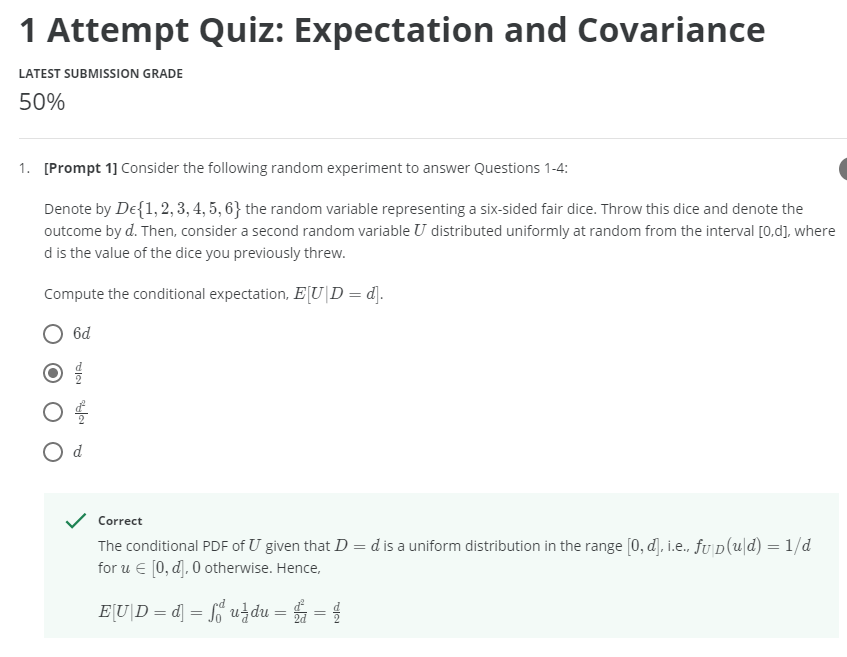 1 Attempt Quiz: Expectation and Covariance
LATEST SUBMISSION GRADE
50%
1. [Prompt 1] Consider the following random experiment to answer Questions 1-4:
Denote by Dϵ{1, 2, 3, 4, 5, 6} the random variable representing a six-sided fair dice. Throw this dice and denote the
outcome by d. Then, consider a second random variable U distributed uniformly at random from the interval [0,d], where
d is the value of the dice you previously threw.
Compute the conditional expectation, E[U|D = d].
6d
d/2
d²/2
d
Correct
The conditional PDF of U given that D = d is a uniform distribution in the range [0, d], i.e., f_{U|D}(u|d) = 1/d
for u ∈ [0, d], 0 otherwise. Hence,
E[U|D = d] = ∫₀ᵈ u 1/d du = d²/2d = d/2